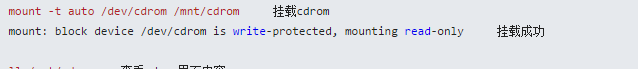 mount -t auto /dev/cdrom /mnt/cdrom 挂载cdrom
mount: block device /dev/cdrom is write-protected, mounting read-only 挂载成功